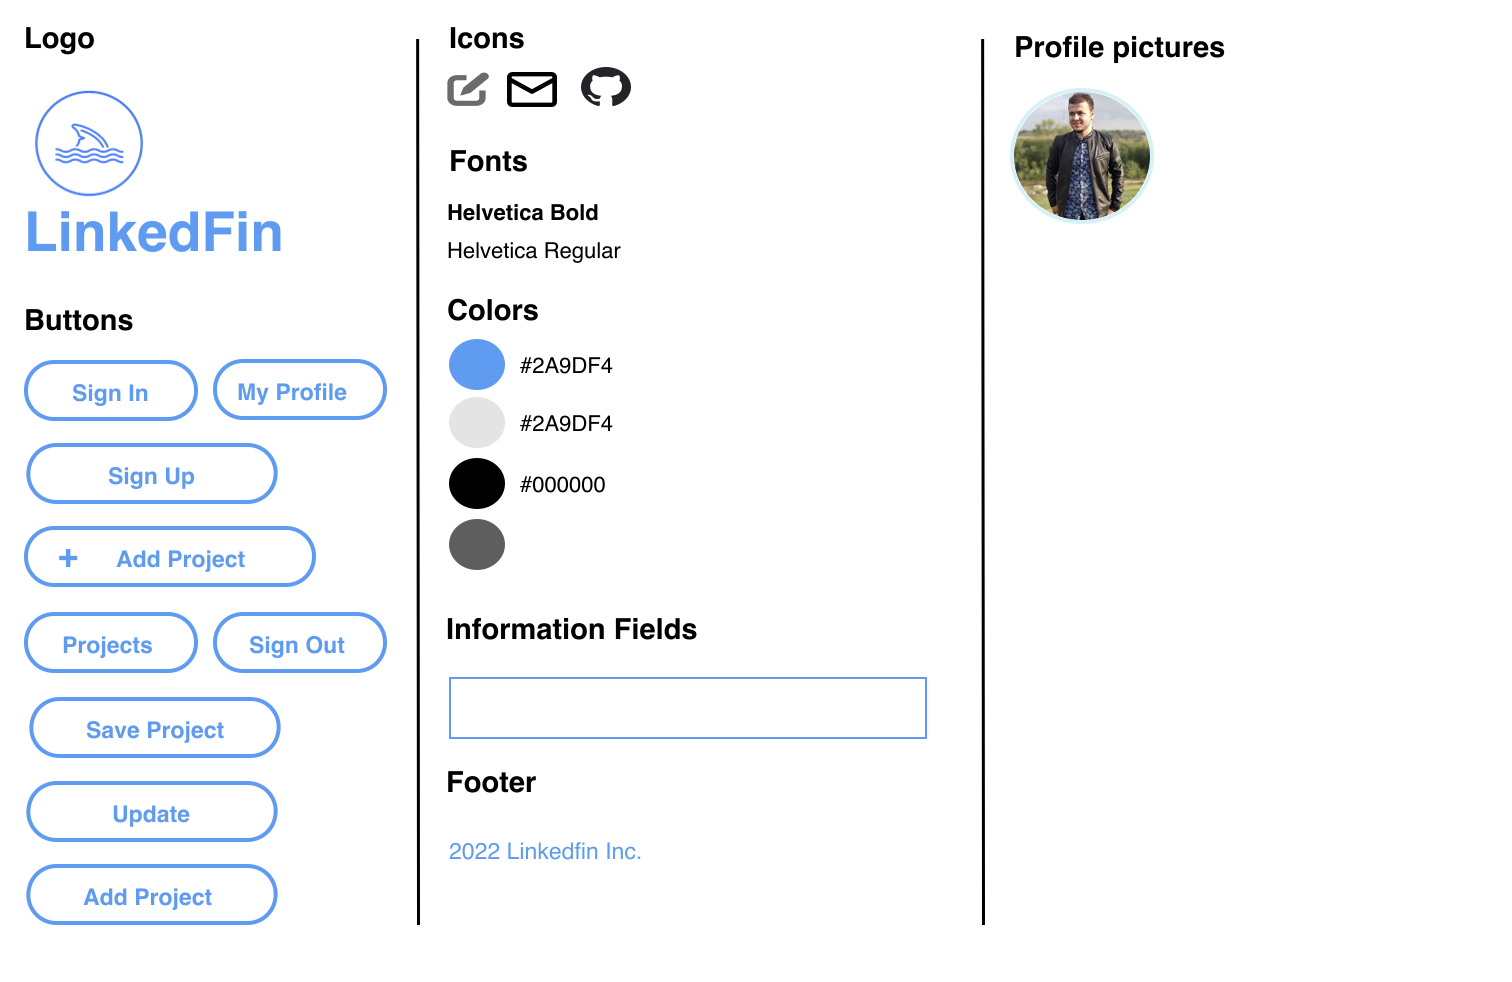 Logo
LinkedFin
Buttons
Sign In
My Profile
Sign Up
+ Add Project
Projects
Sign Out
Save Project
Update
Add Project
Icons
Fonts
Helvetica Bold
Helvetica Regular
Colors
#2A9DF4
#2A9DF4
#000000
Information Fields
Footer
2022 Linkedfin Inc.
Profile pictures